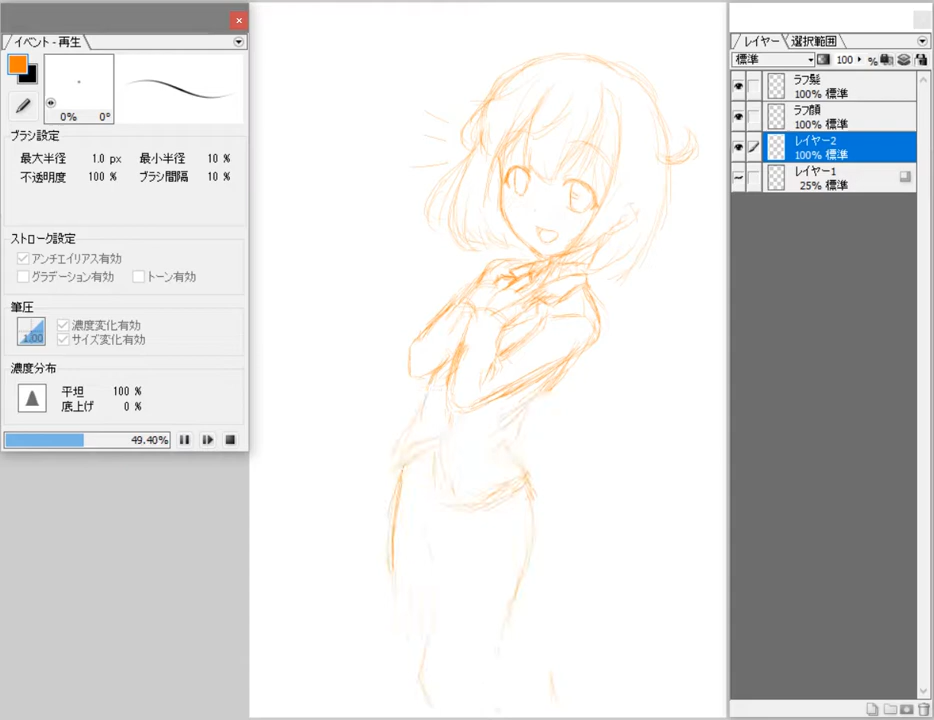 イベント - 再生
0% 0°
ブラシ設定
最大半径 1.0 px 最小半径 10 %
不透明度 100 % ブラシ間隔 10 %
ストローク設定
アンチエイリアス有効
グラデーション有効 トーン有効
筆圧
1.00
濃度変化有効
サイズ変化有効
濃度分布
平坦 100 %
底上げ 0 %
49.40%
レイヤー 選択範囲
標準 100 %
ラフ髪
100% 標準
ラフ顔
100% 標準
レイヤー2
100% 標準
レイヤー1
25% 標準